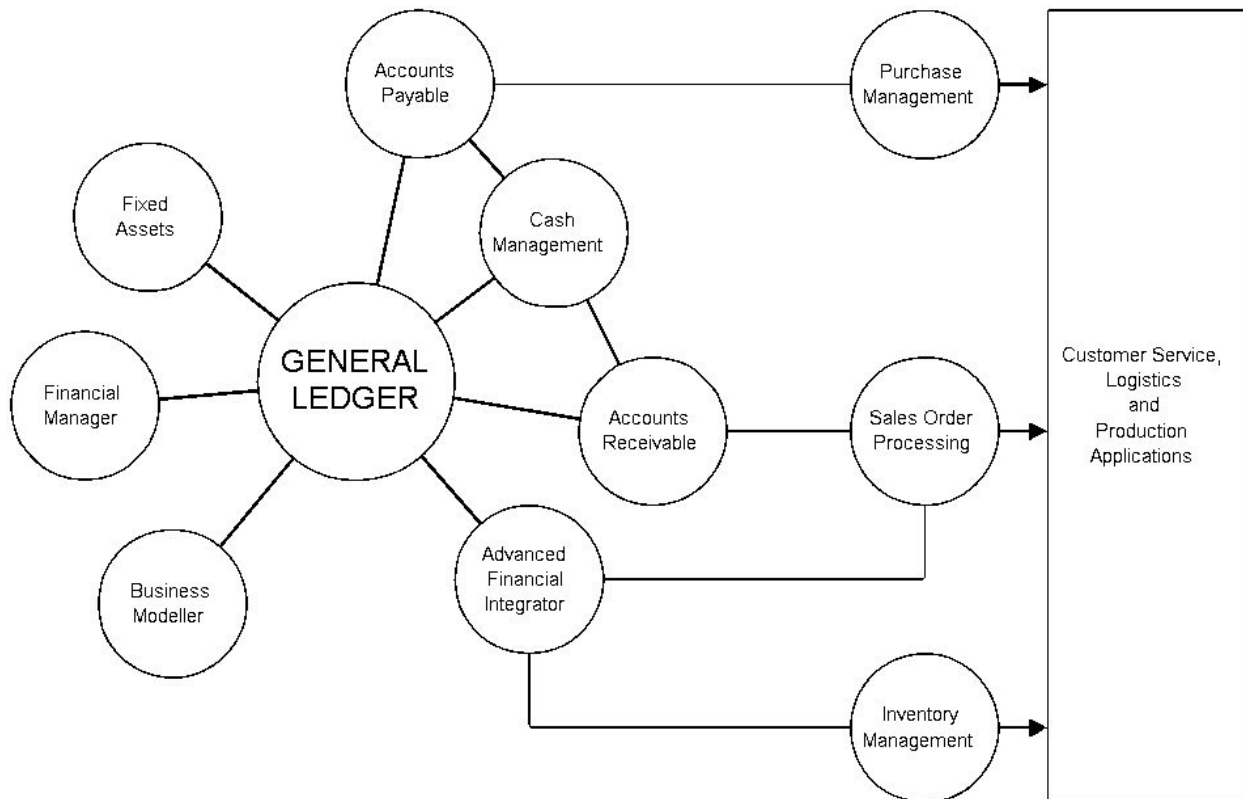 Accounts
Payable
Purchase
Management
Fixed
Assets
Cash
Management
GENERAL
LEDGER
Financial
Manager
Accounts
Receivable
Sales Order
Processing
Customer Service,
Logistics
and
Production
Applications
Business
Modeller
Advanced
Financial
Integrator
Inventory
Management